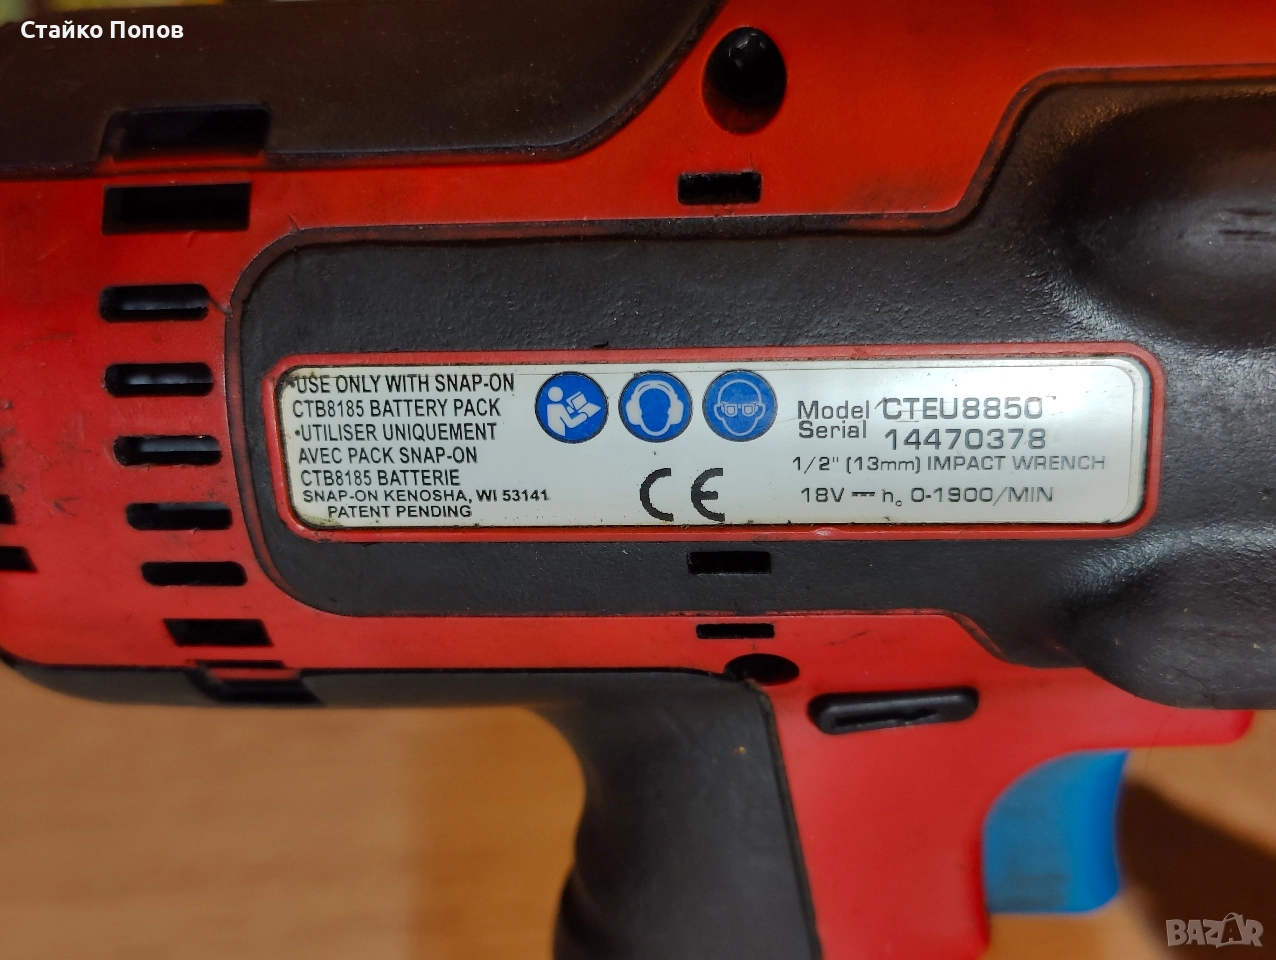 Стайко Попов
•USE ONLY WITH SNAP-ON
CTB8185 BATTERY PACK
•UTILISER UNIQUEMENT
AVEC PACK SNAP-ON
CTB8185 BATTERIE
SNAP-ON KENOSHA, WI 53141
PATENT PENDING
CE
Model CTEU8850
Serial 14470378
1/2" (13mm) IMPACT WRENCH
18V ⎓ n₀ 0-1900/MIN
BAZAR